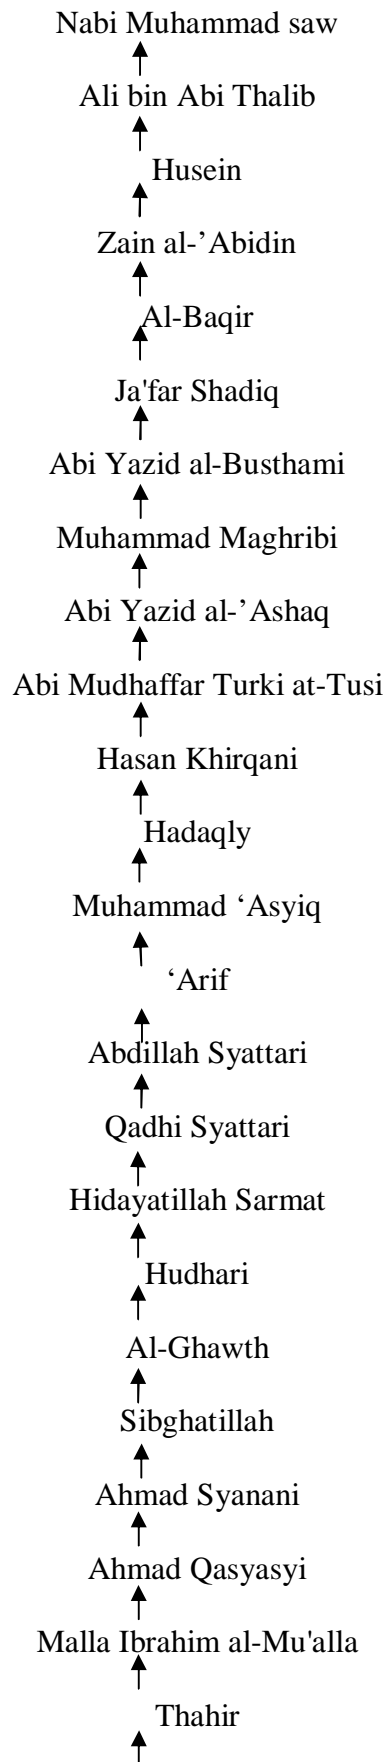 Nabi Muhammad saw
Ali bin Abi Thalib
Husein
Zain al-’Abidin
Al-Baqir
Ja'far Shadiq
Abi Yazid al-Busthami
Muhammad Maghribi
Abi Yazid al-’Ashaq
Abi Mudhaffar Turki at-Tusi
Hasan Khirqani
Hadaqly
Muhammad ‘Asyiq
‘Arif
Abdillah Syattari
Qadhi Syattari
Hidayatillah Sarmat
Hudhari
Al-Ghawth
Sibghatillah
Ahmad Syanani
Ahmad Qasyasyi
Malla Ibrahim al-Mu'alla
Thahir